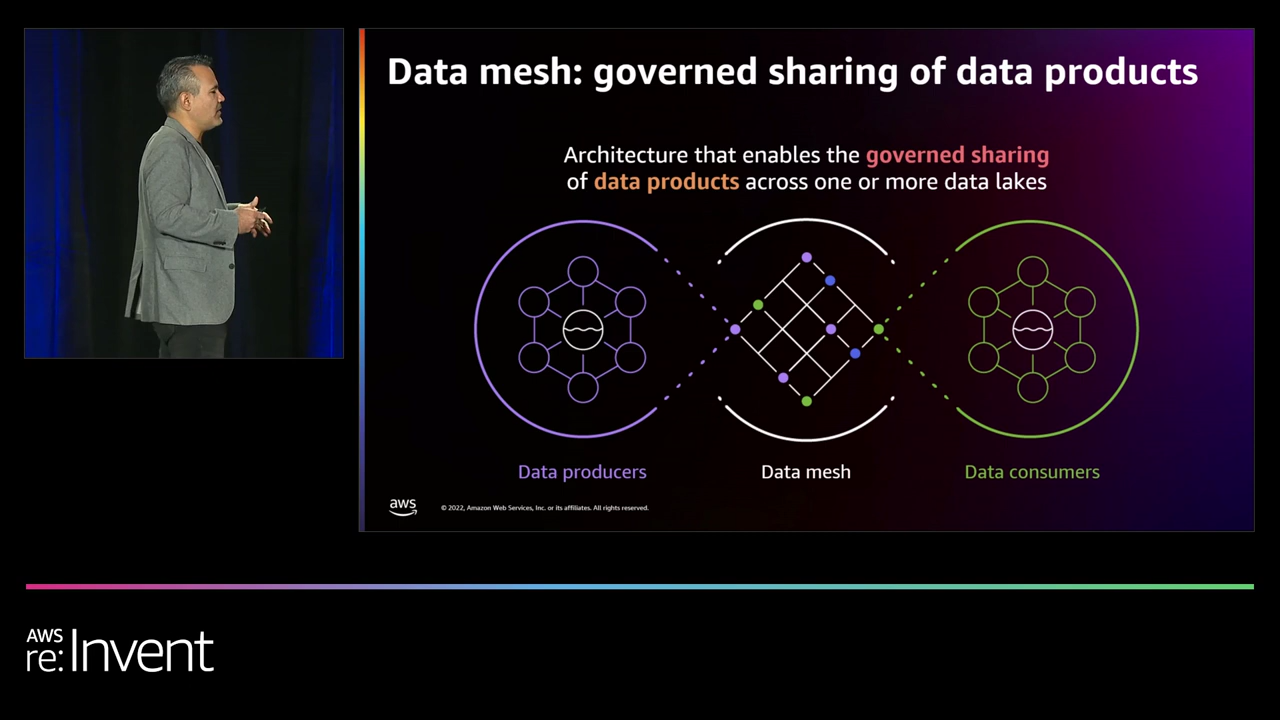 Data mesh: governed sharing of data products
Architecture that enables the governed sharing
of data products across one or more data lakes
Data producers
Data mesh
Data consumers
aws
© 2022, Amazon Web Services, Inc. or its affiliates. All rights reserved.
AWS
re:Invent